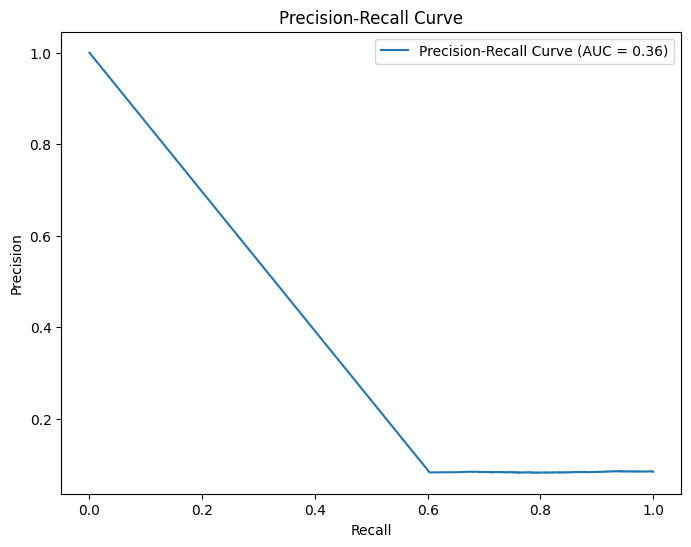 Precision-Recall Curve
Precision-Recall Curve (AUC = 0.36)
1.0
0.8
0.6
0.4
0.2
Precision
0.0 0.2 0.4 0.6 0.8 1.0
Recall